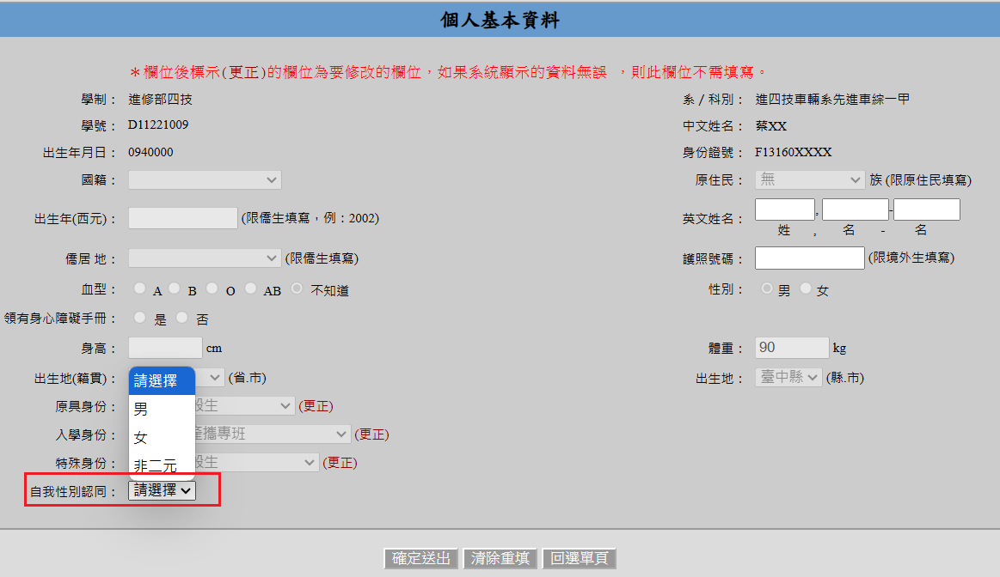 個人基本資料
＊欄位後標示(更正)的欄位為要修改的欄位，如果系統顯示的資料無誤 ，則此欄位不需填寫。
學制： 進修部四技 系 / 科別： 進四技車輛系先進車綜一甲
學號： D11221009 中文姓名： 蔡XX
出生年月日： 0940000 身份證號： F13160XXXX
國籍： 原住民： 無 族 (限原住民填寫)
出生年(西元)： (限僑生填寫，例：2002) 英文姓名： , -
姓 , 名 - 名
僑居 地： (限僑生填寫) 護照號碼： (限境外生填寫)
血型： A B O AB 不知道 性別： 男 女
領有身心障礙手冊： 是 否
身高： cm 體重： 90 kg
出生地(籍貫)： (省.市) 出生地： 臺中縣 (縣.市)
請選擇
原具身份： 生 (更正)
男
入學身份： 攜專班 (更正)
女
特殊身份： 生 (更正)
非二元
自我性別認同： 請選擇
確定送出 清除重填 回選單頁